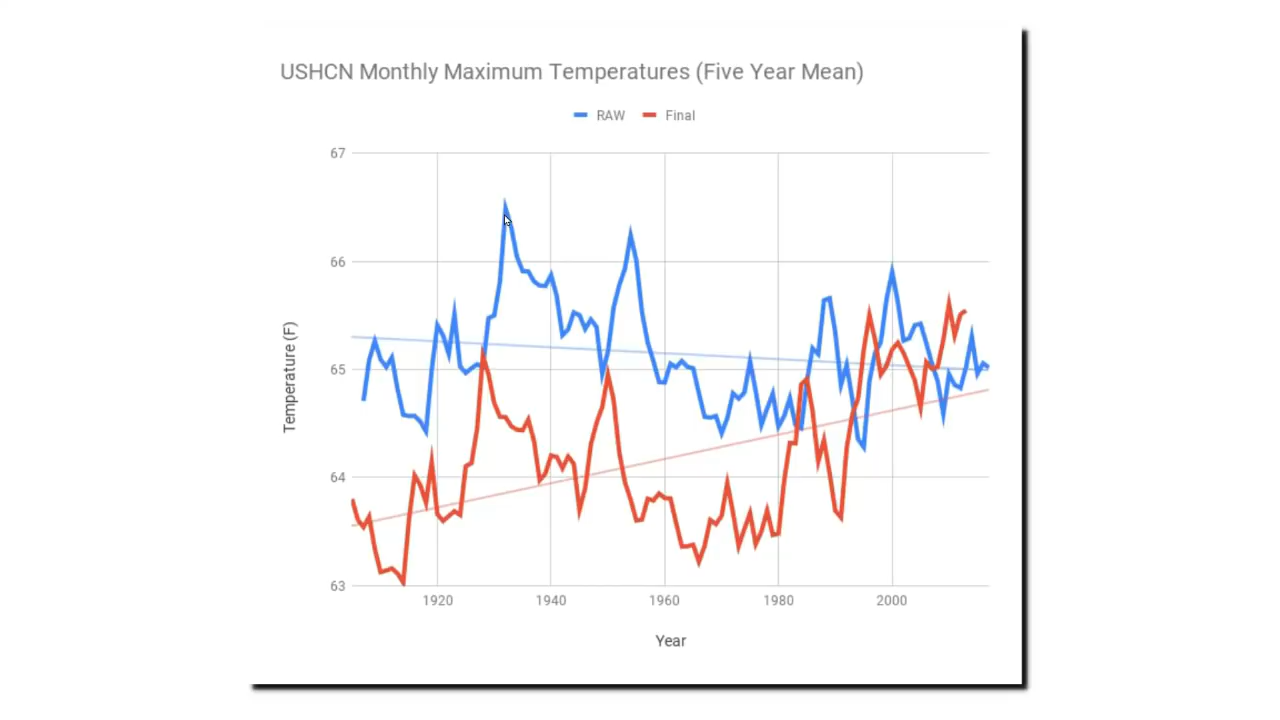 USHCN Monthly Maximum Temperatures (Five Year Mean)
RAW Final
67
66
65
64
63
Temperature (F)
1920 1940 1960 1980 2000
Year